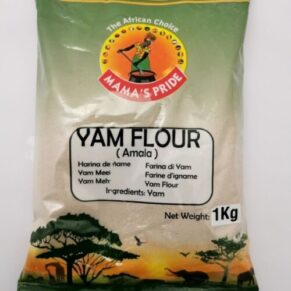 The African Choice
MAMA'S PRIDE
YAM FLOUR
(Amala)
Harina de ñame
Farina di Yam
Yam Meel
Farine d'igname
Yam Mehl
Yam Flour
Ingredients: Yam
Net Weight: 1Kg